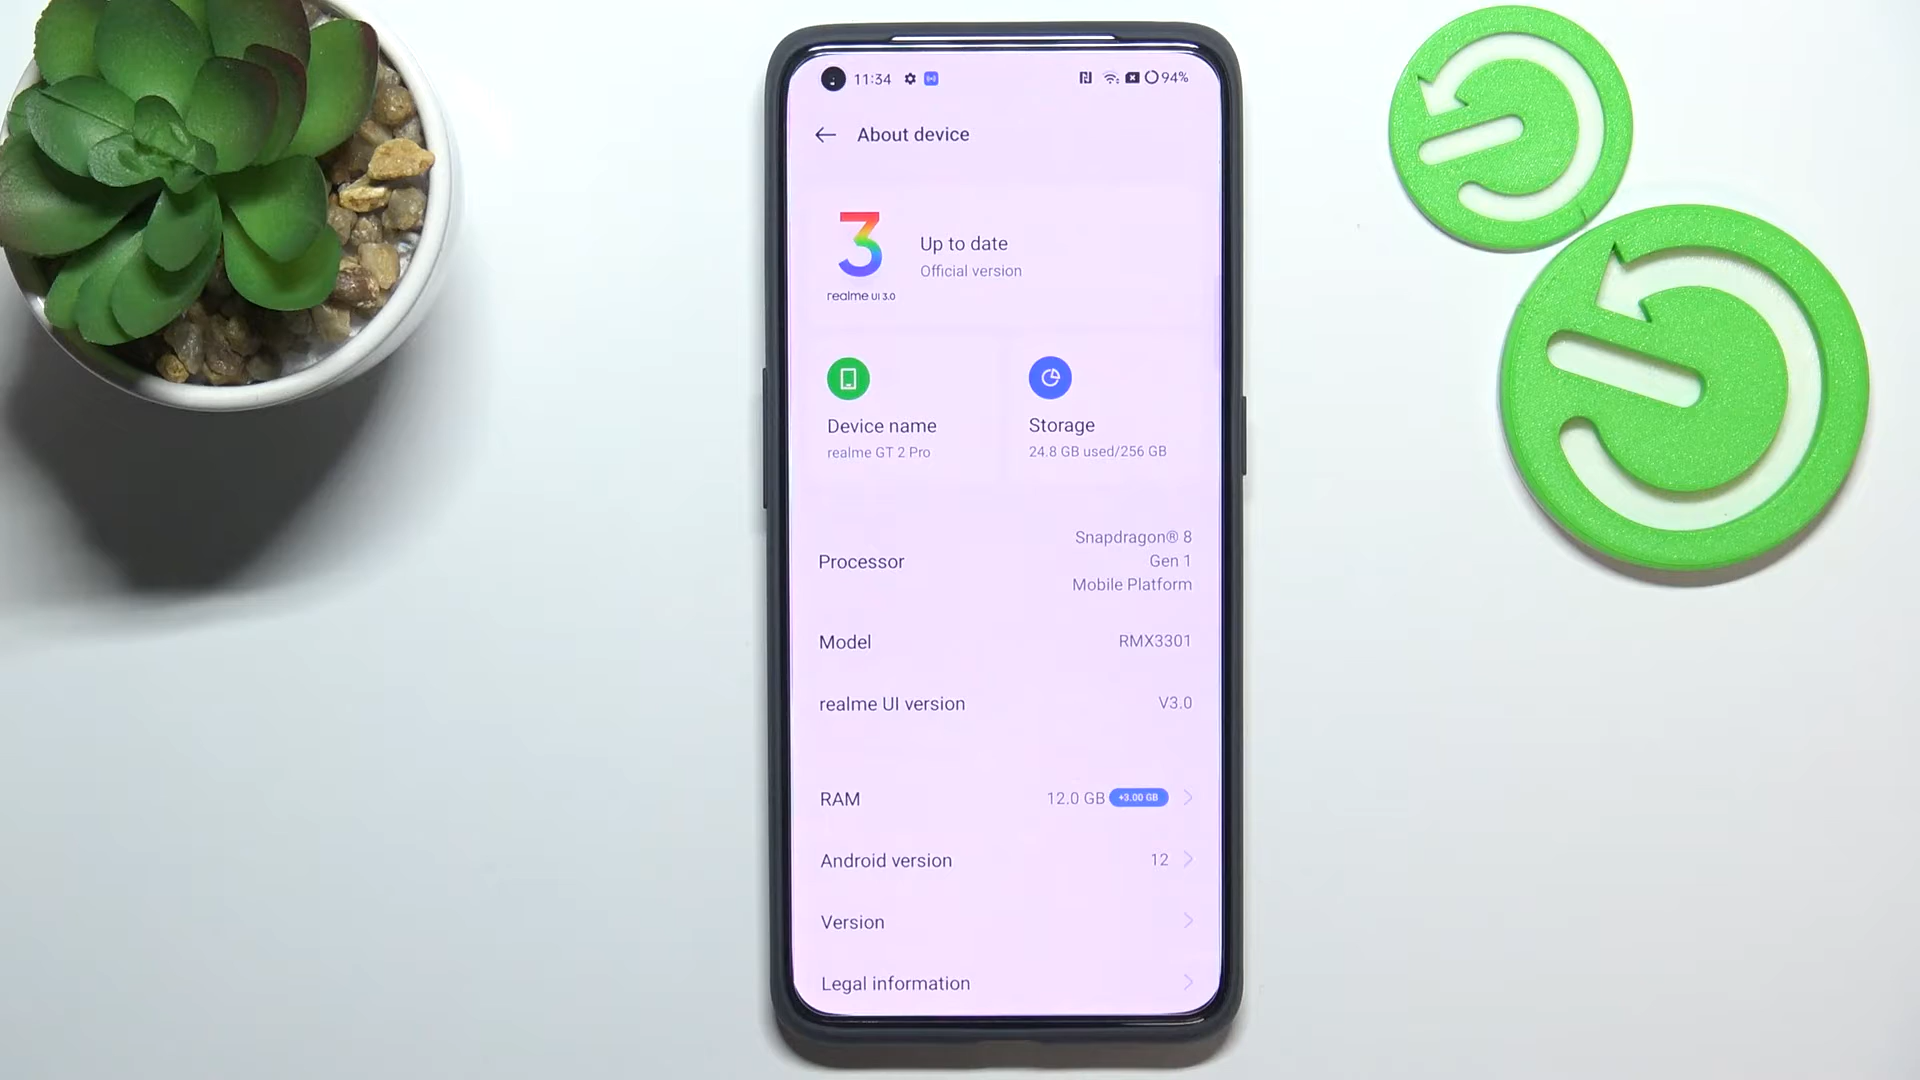 11:34
94%
About device
3
realme UI 3.0
Up to date
Official version
Device name
realme GT 2 Pro
Storage
24.8 GB used/256 GB
Processor
Snapdragon® 8
Gen 1
Mobile Platform
Model
RMX3301
realme UI version
V3.0
RAM
12.0 GB +3.00 GB
Android version
12
Version
Legal information